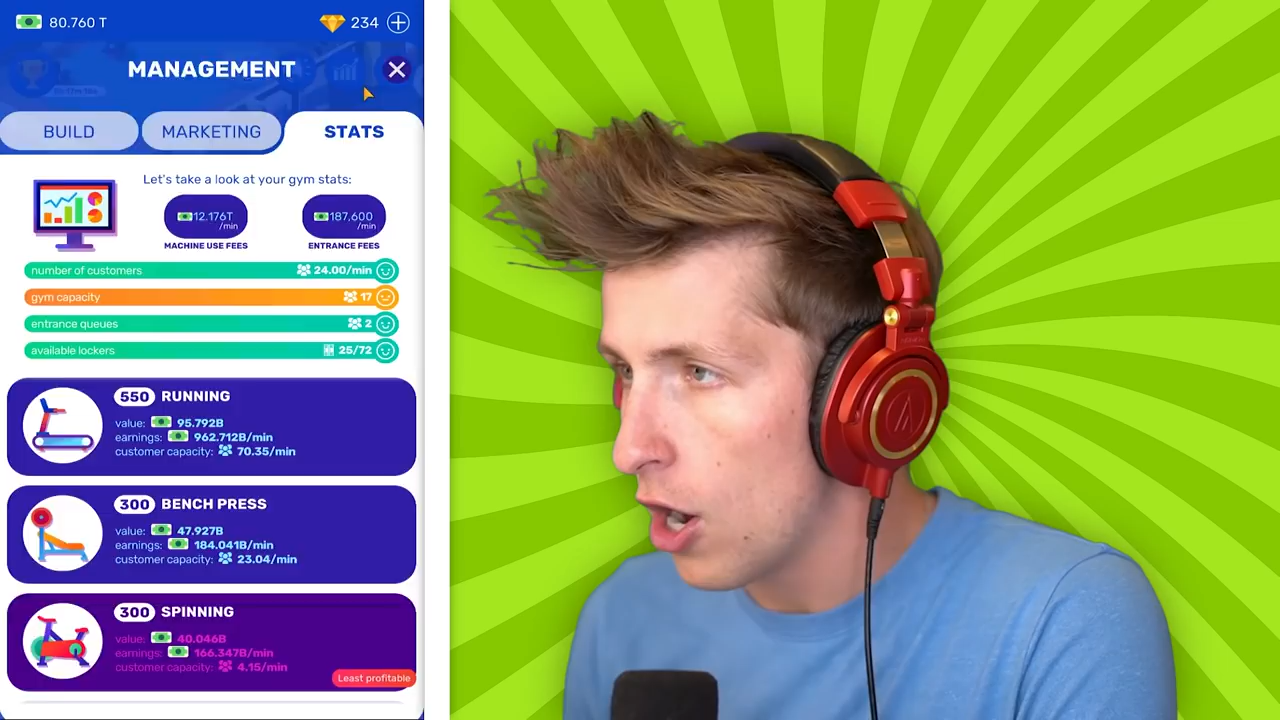 80.760 T
234
MANAGEMENT
BUILD
MARKETING
STATS
Let's take a look at your gym stats:
12.176T
/min
187,600
/min
MACHINE USE FEES
ENTRANCE FEES
number of customers 24.00/min
gym capacity 17
entrance queues 2
available lockers 25/72
550 RUNNING
value: 95.792B
earnings: 962.712B/min
customer capacity: 70.35/min
300 BENCH PRESS
value: 47.927B
earnings: 184.041B/min
customer capacity: 23.04/min
300 SPINNING
value: 40.046B
earnings: 166.347B/min
customer capacity: 4.15/min
Least profitable